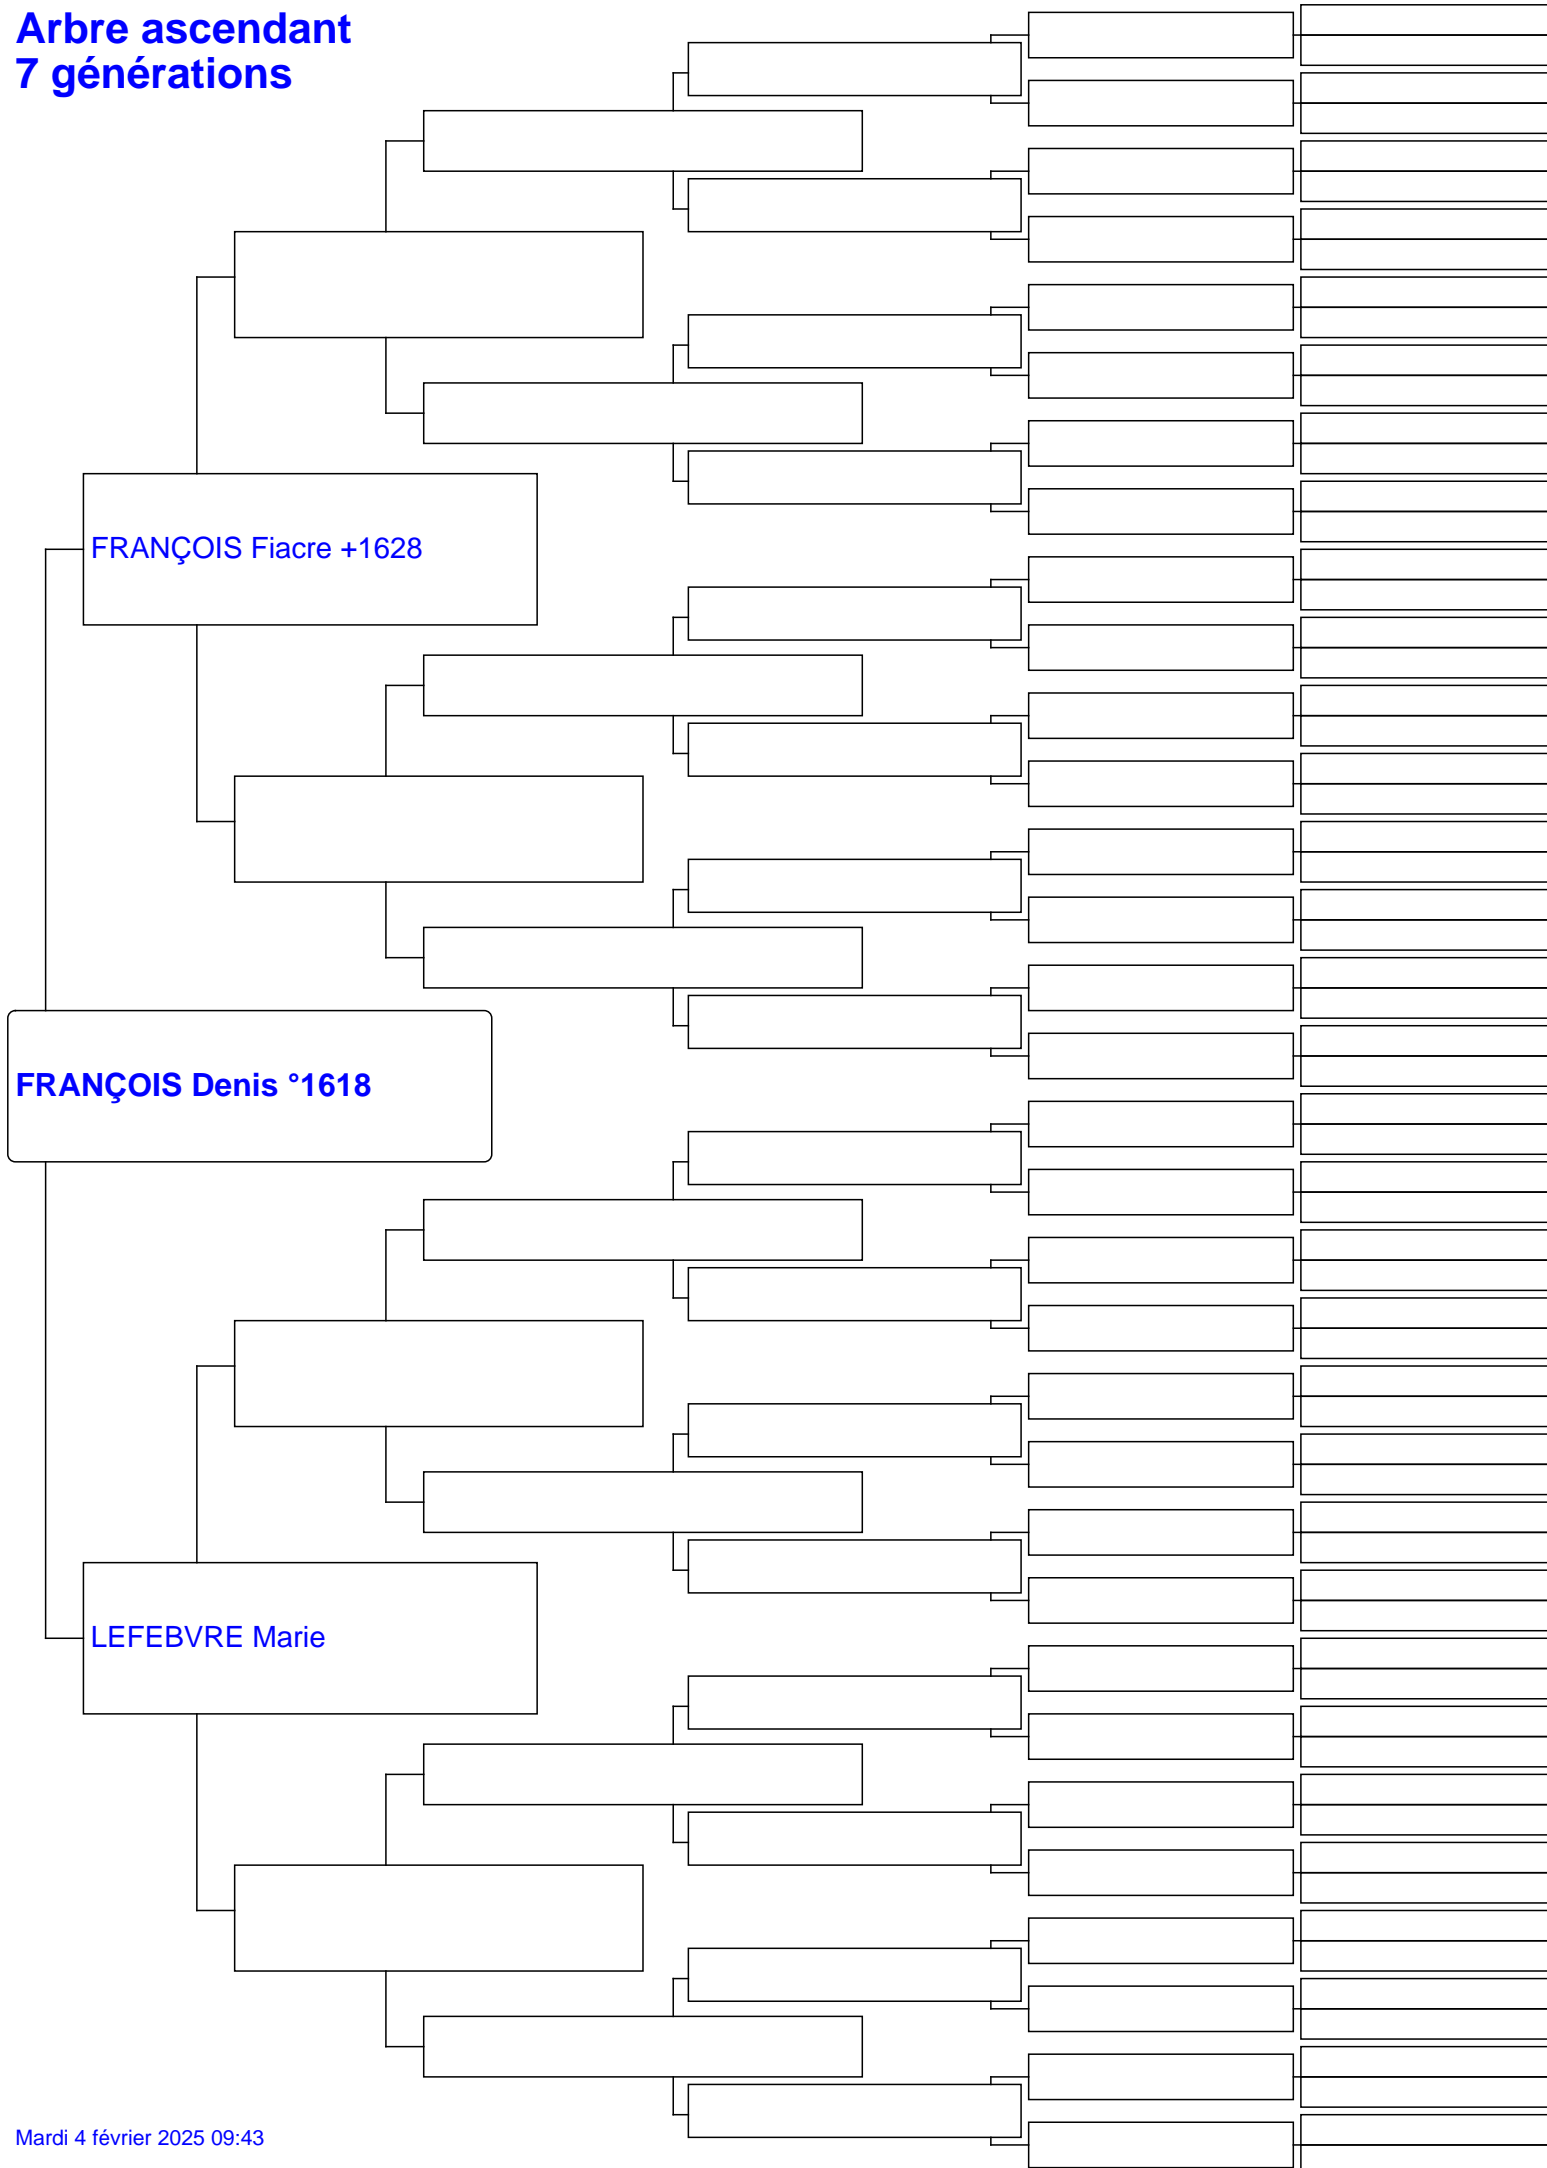 Arbre ascendant
7 générations
FRANÇOIS Fiacre +1628
FRANÇOIS Denis °1618
LEFEBVRE Marie
Mardi 4 février 2025 09:43